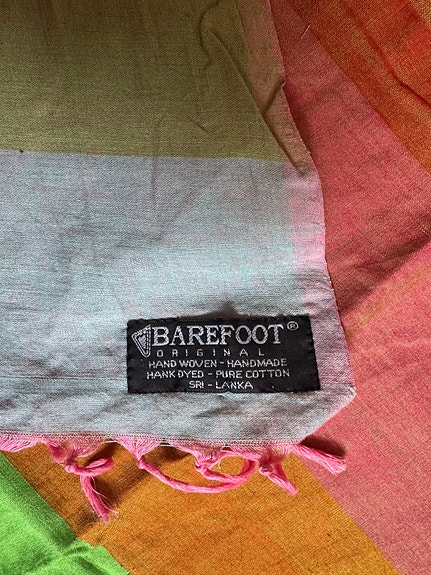 BAREFOOT®
ORIGINAL
HAND WOVEN - HANDMADE
HANK DYED - PURE COTTON
SRI - LANKA